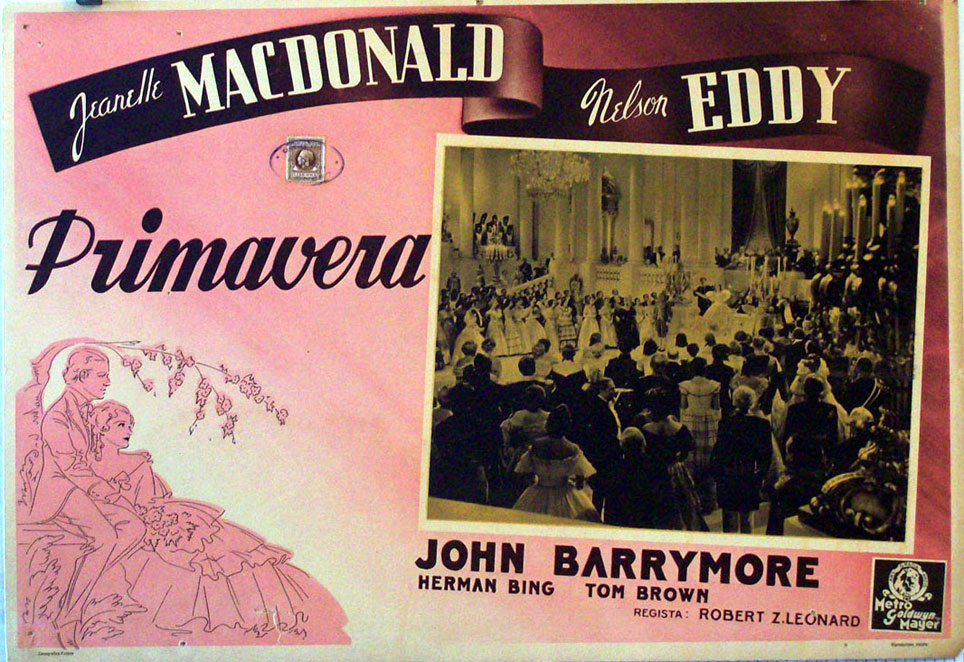 Jeanette MACDONALD
Nelson EDDY
Primavera
JOHN BARRYMORE
HERMAN BING TOM BROWN
REGISTA: ROBERT Z. LEONARD
Metro
Goldwyn
Mayer